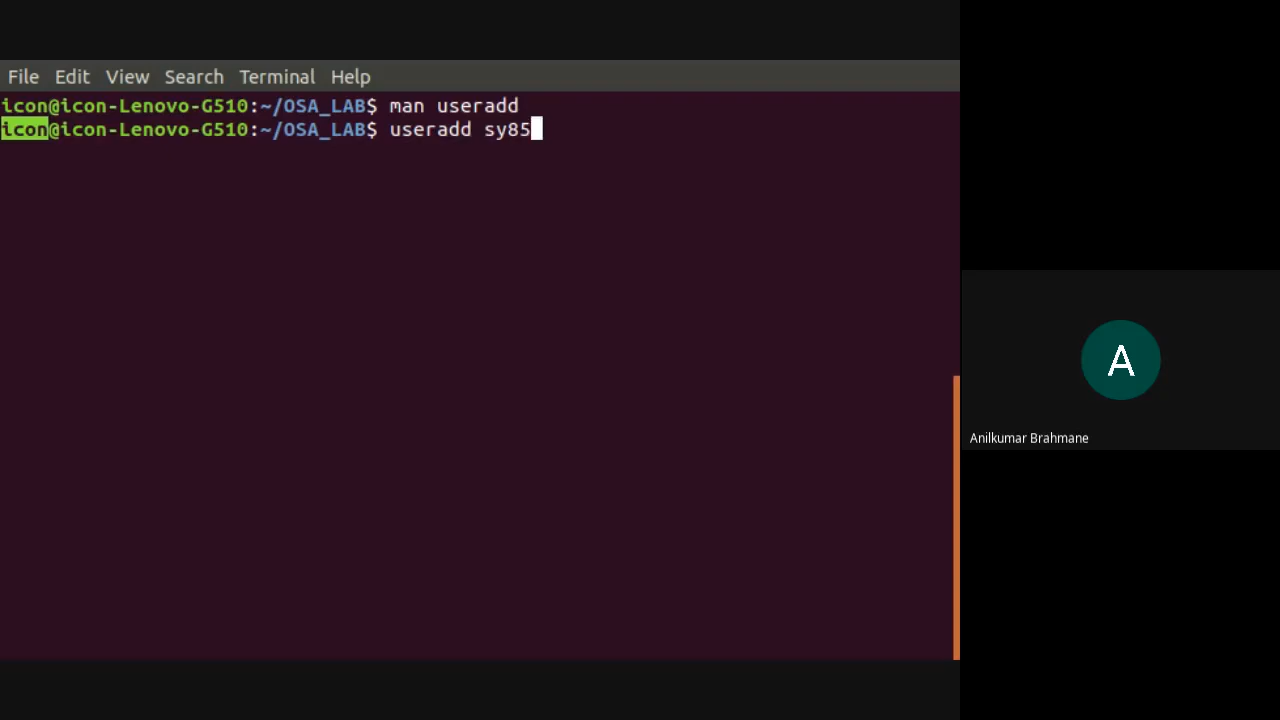 File Edit View Search Terminal Help
icon@icon-Lenovo-G510:~/OSA_LAB$ man useradd
icon@icon-Lenovo-G510:~/OSA_LAB$ useradd sy85
A
Anilkumar Brahmane